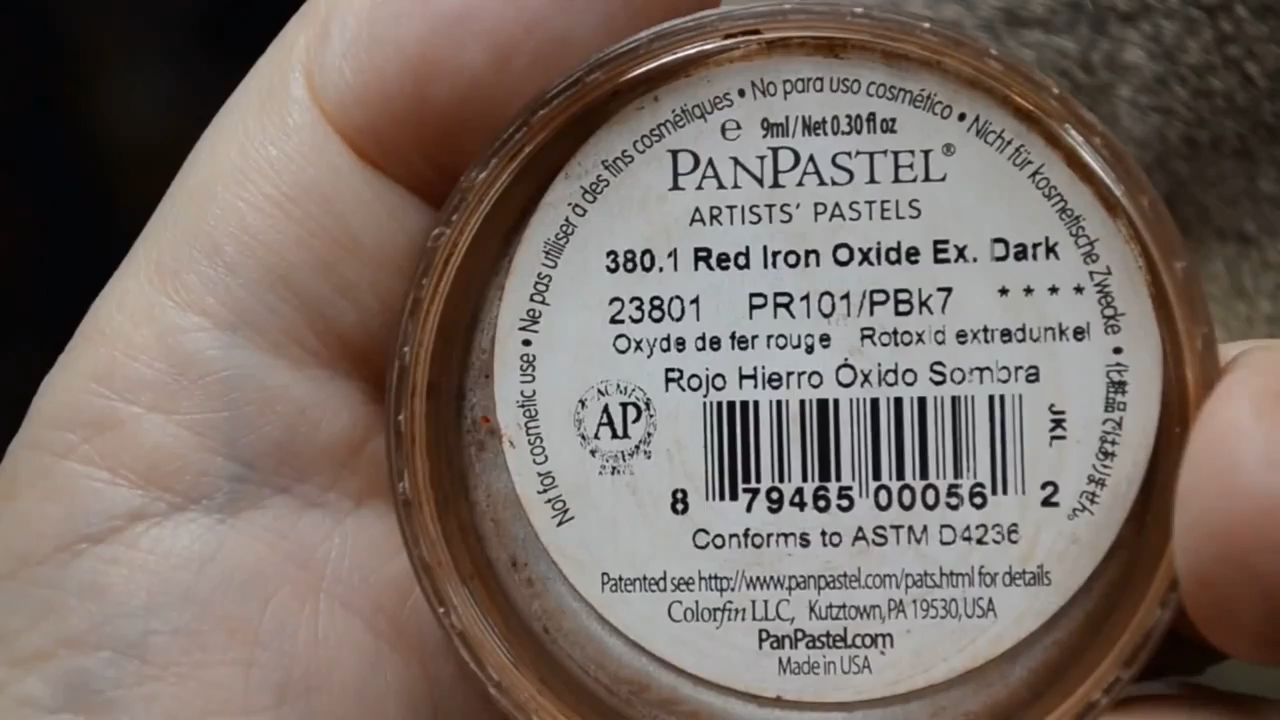 Not for cosmetic use • Ne pas utiliser à des fins cosmétiques • No para uso cosmético • Nicht für kosmetische Zwecke • 化粧品ではありません。
e 9ml/Net 0.30 fl oz
PANPASTEL®
ARTISTS' PASTELS
380.1 Red Iron Oxide Ex. Dark
23801 PR101/PBk7 ****
Oxyde de fer rouge Rotoxid extradunkel
Rojo Hierro Óxido Sombra
ACMI
AP
JKL
8 79465 00056 2
Conforms to ASTM D4236
Patented see http://www.panpastel.com/pats.html for details
Colorfin LLC, Kutztown, PA 19530, USA
PanPastel.com
Made in USA